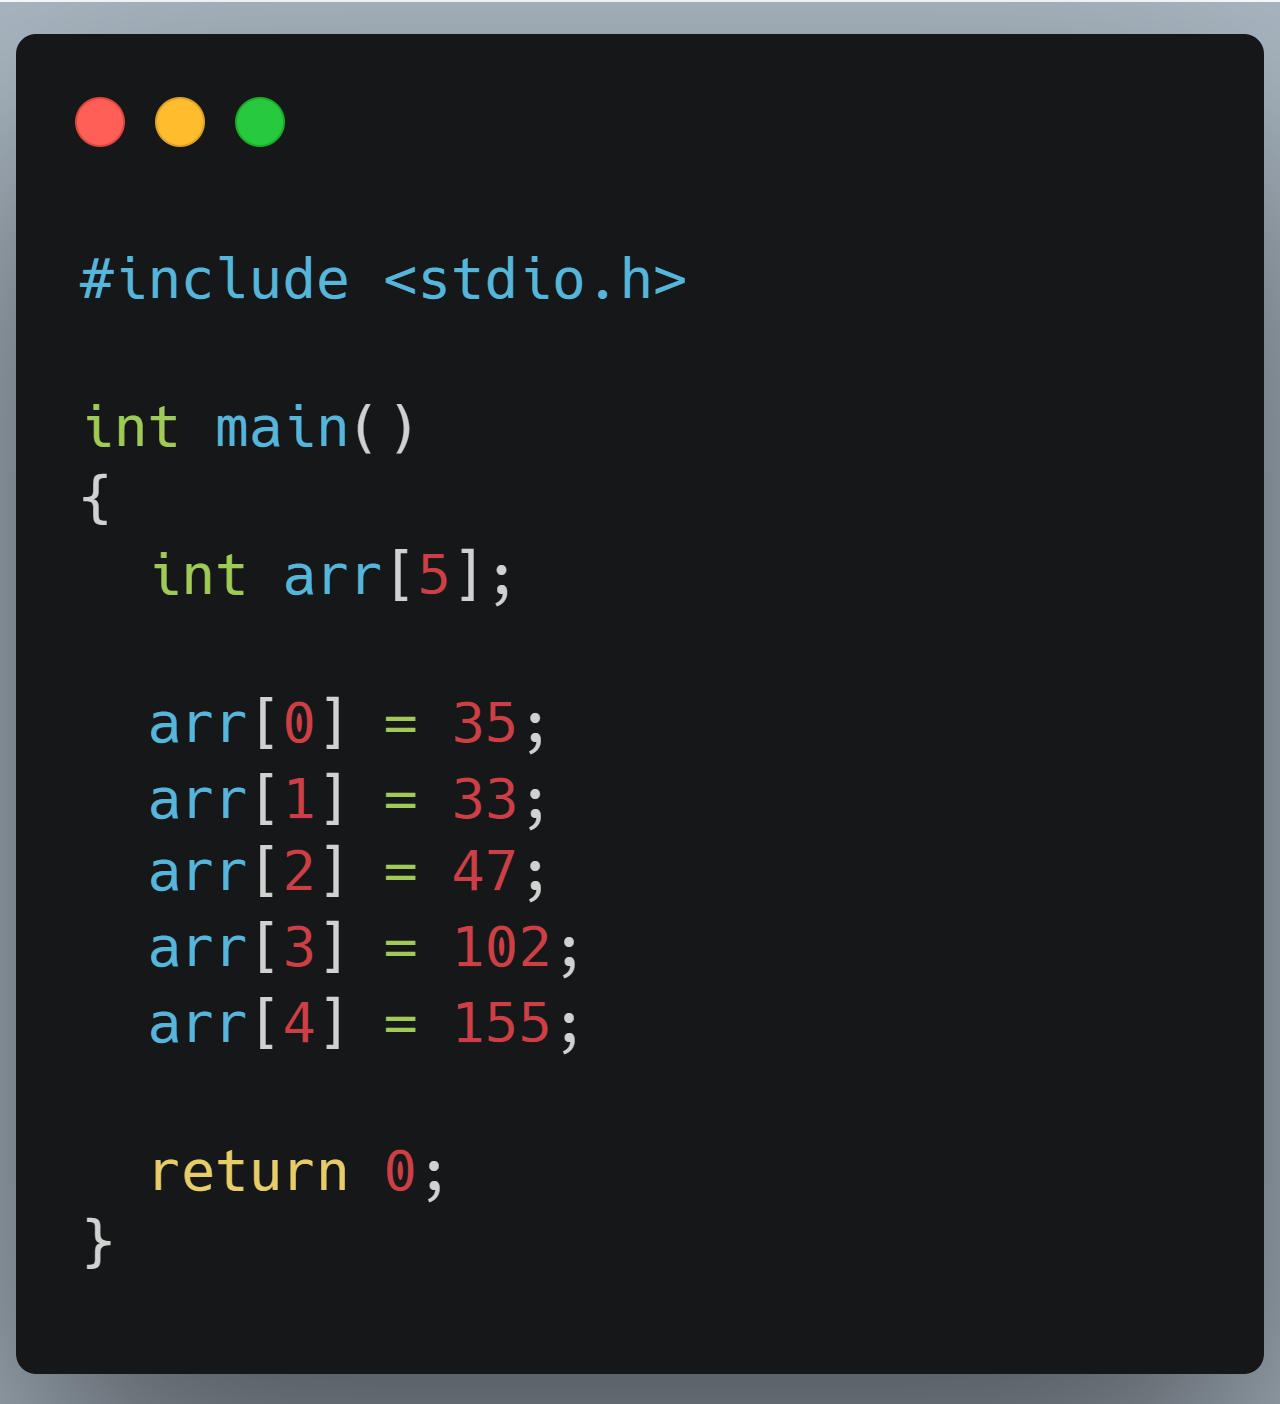 #include <stdio.h>

int main()
{
  int arr[5];

  arr[0] = 35;
  arr[1] = 33;
  arr[2] = 47;
  arr[3] = 102;
  arr[4] = 155;

  return 0;
}